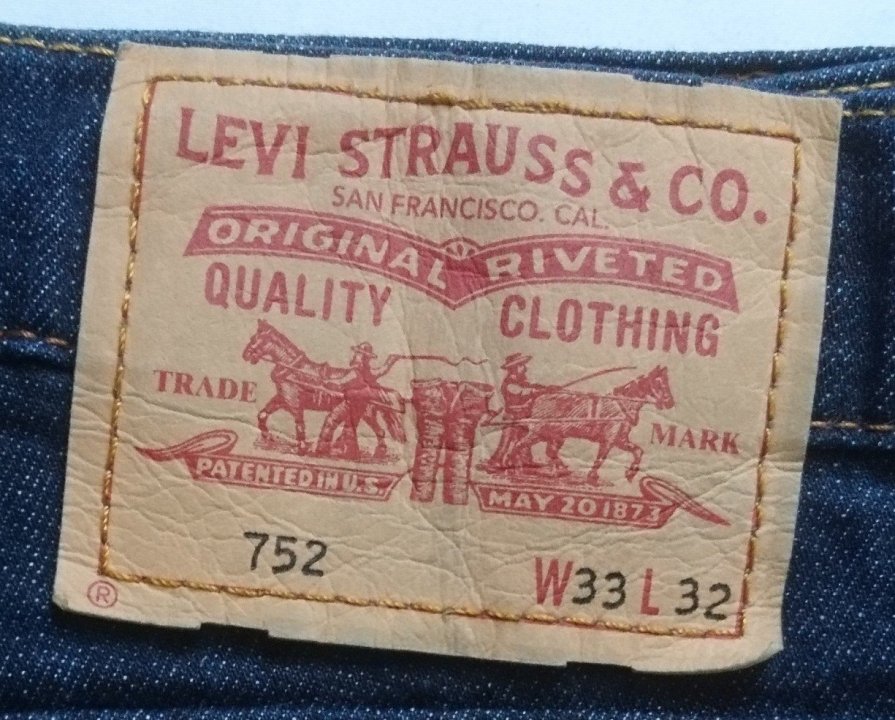 LEVI STRAUSS & CO.
SAN FRANCISCO. CAL.
ORIGINAL RIVETED
QUALITY CLOTHING
TRADE MARK
PATENTED IN U.S. MAY 20 1873
752 W33 L 32
®